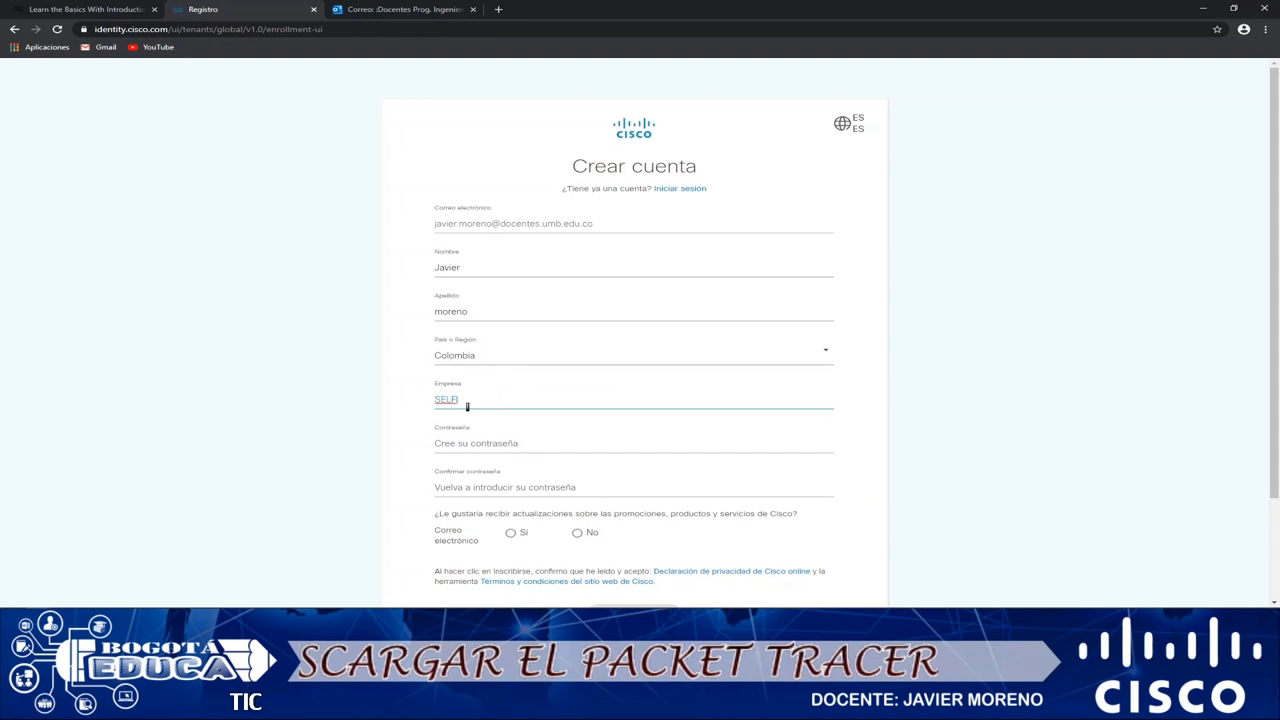 Learn the Basics With Introduction
Registro
Correo: Docentes Prog. Ingenier
identity.cisco.com/ui/tenants/global/v1.0/enrollment-ui
Aplicaciones
Gmail
YouTube
CISCO
ES
ES
Crear cuenta
¿Tiene ya una cuenta? Iniciar sesión
Correo electrónico
javier.moreno@docentes.umb.edu.co
Nombre
Javier
Apellido
moreno
País o Región
Colombia
Empresa
SELFI
Contraseña
Cree su contraseña
Confirmar contraseña
Vuelva a introducir su contraseña
¿Le gustaría recibir actualizaciones sobre las promociones, productos y servicios de Cisco?
Correo
electrónico
Sí
No
Al hacer clic en Inscribirse, confirmo que he leído y acepto: Declaración de privacidad de Cisco online y la
herramienta Términos y condiciones del sitio web de Cisco.
BOGOTÁ
EDUCA
TIC
SCARGAR EL PACKET TRACER
DOCENTE: JAVIER MORENO
CISCO